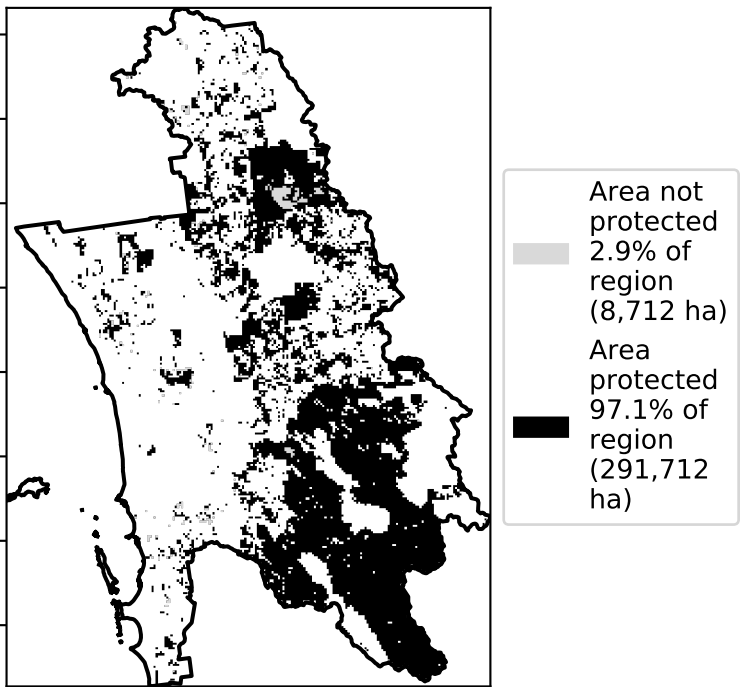 Area not
protected
2.9% of
region
(8,712 ha)
Area
protected
97.1% of
region
(291,712
ha)